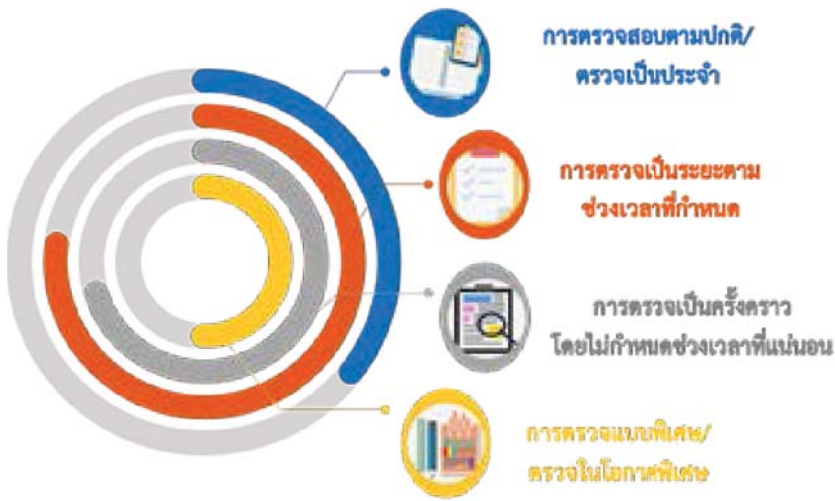 การตรวจสอบตามปกติ/
ตรวจเป็นประจำ
การตรวจเป็นระยะตาม
ช่วงเวลาที่กำหนด
การตรวจเป็นครั้งคราว
โดยไม่กำหนดช่วงเวลาที่แน่นอน
การตรวจแบบพิเศษ/
ตรวจในโอกาสพิเศษ